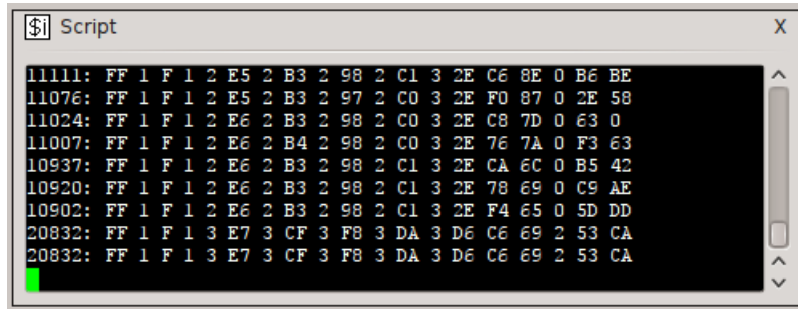 $i Script X
11111: FF 1 F 1 2 E5 2 B3 2 98 2 C1 3 2E C6 8E 0 B6 BE
11076: FF 1 F 1 2 E5 2 B3 2 97 2 C0 3 2E F0 87 0 2E 58
11024: FF 1 F 1 2 E6 2 B3 2 98 2 C0 3 2E C8 7D 0 63 0
11007: FF 1 F 1 2 E6 2 B4 2 98 2 C0 3 2E 76 7A 0 F3 63
10937: FF 1 F 1 2 E6 2 B3 2 98 2 C1 3 2E CA 6C 0 B5 42
10920: FF 1 F 1 2 E6 2 B3 2 98 2 C1 3 2E 78 69 0 C9 AE
10902: FF 1 F 1 2 E6 2 B3 2 98 2 C1 3 2E F4 65 0 5D DD
20832: FF 1 F 1 3 E7 3 CF 3 F8 3 DA 3 D6 C6 69 2 53 CA
20832: FF 1 F 1 3 E7 3 CF 3 F8 3 DA 3 D6 C6 69 2 53 CA